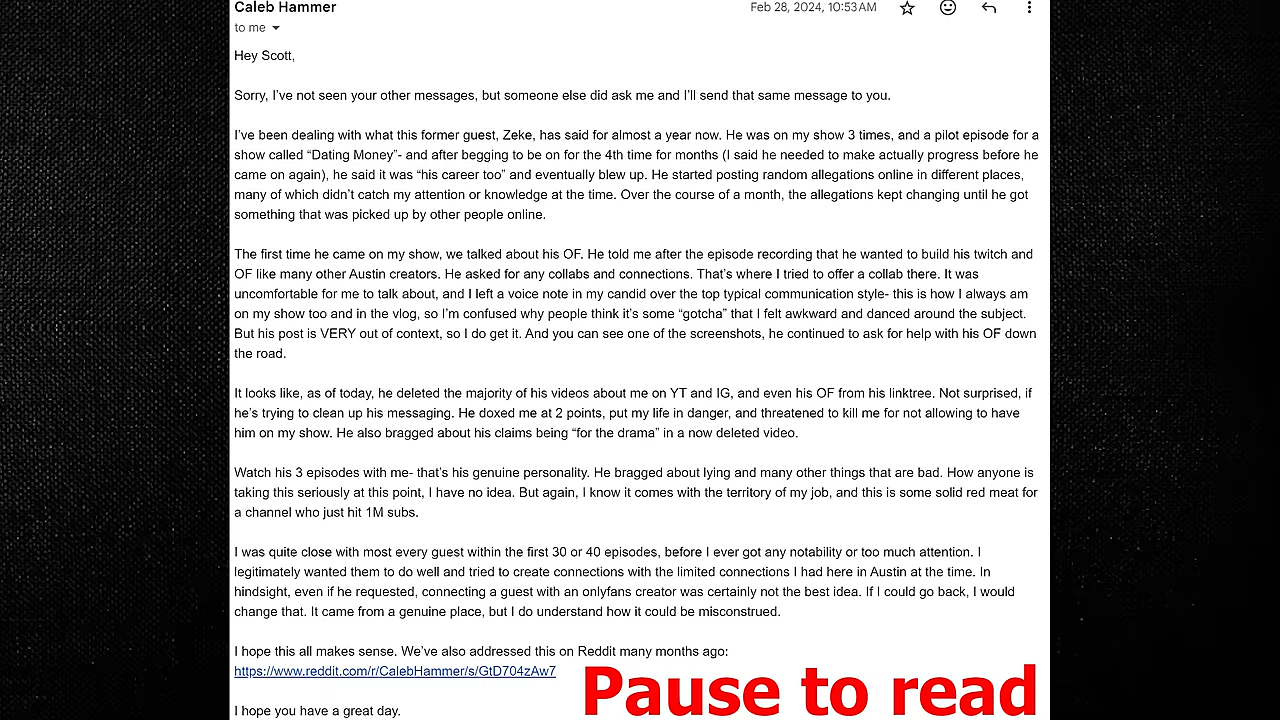 Caleb Hammer
Feb 28, 2024, 10:53 AM
to me
Hey Scott,
Sorry, I've not seen your other messages, but someone else did ask me and I'll send that same message to you.
I've been dealing with what this former guest, Zeke, has said for almost a year now. He was on my show 3 times, and a pilot episode for a
show called “Dating Money”- and after begging to be on for the 4th time for months (I said he needed to make actually progress before he
came on again), he said it was “his career too” and eventually blew up. He started posting random allegations online in different places,
many of which didn't catch my attention or knowledge at the time. Over the course of a month, the allegations kept changing until he got
something that was picked up by other people online.
The first time he came on my show, we talked about his OF. He told me after the episode recording that he wanted to build his twitch and
OF like many other Austin creators. He asked for any collabs and connections. That's where I tried to offer a collab there. It was
uncomfortable for me to talk about, and I left a voice note in my candid over the top typical communication style- this is how I always am
on my show too and in the vlog, so I'm confused why people think it's some “gotcha” that I felt awkward and danced around the subject.
But his post is VERY out of context, so I do get it. And you can see one of the screenshots, he continued to ask for help with his OF down
the road.
It looks like, as of today, he deleted the majority of his videos about me on YT and IG, and even his OF from his linktree. Not surprised, if
he's trying to clean up his messaging. He doxed me at 2 points, put my life in danger, and threatened to kill me for not allowing to have
him on my show. He also bragged about his claims being “for the drama” in a now deleted video.
Watch his 3 episodes with me- that's his genuine personality. He bragged about lying and many other things that are bad. How anyone is
taking this seriously at this point, I have no idea. But again, I know it comes with the territory of my job, and this is some solid red meat for
a channel who just hit 1M subs.
I was quite close with most every guest within the first 30 or 40 episodes, before I ever got any notability or too much attention. I
legitimately wanted them to do well and tried to create connections with the limited connections I had here in Austin at the time. In
hindsight, even if he requested, connecting a guest with an onlyfans creator was certainly not the best idea. If I could go back, I would
change that. It came from a genuine place, but I do understand how it could be misconstrued.
I hope this all makes sense. We've also addressed this on Reddit many months ago:
https://www.reddit.com/r/CalebHammer/s/GtD704zAw7
Pause to read
I hope you have a great day.